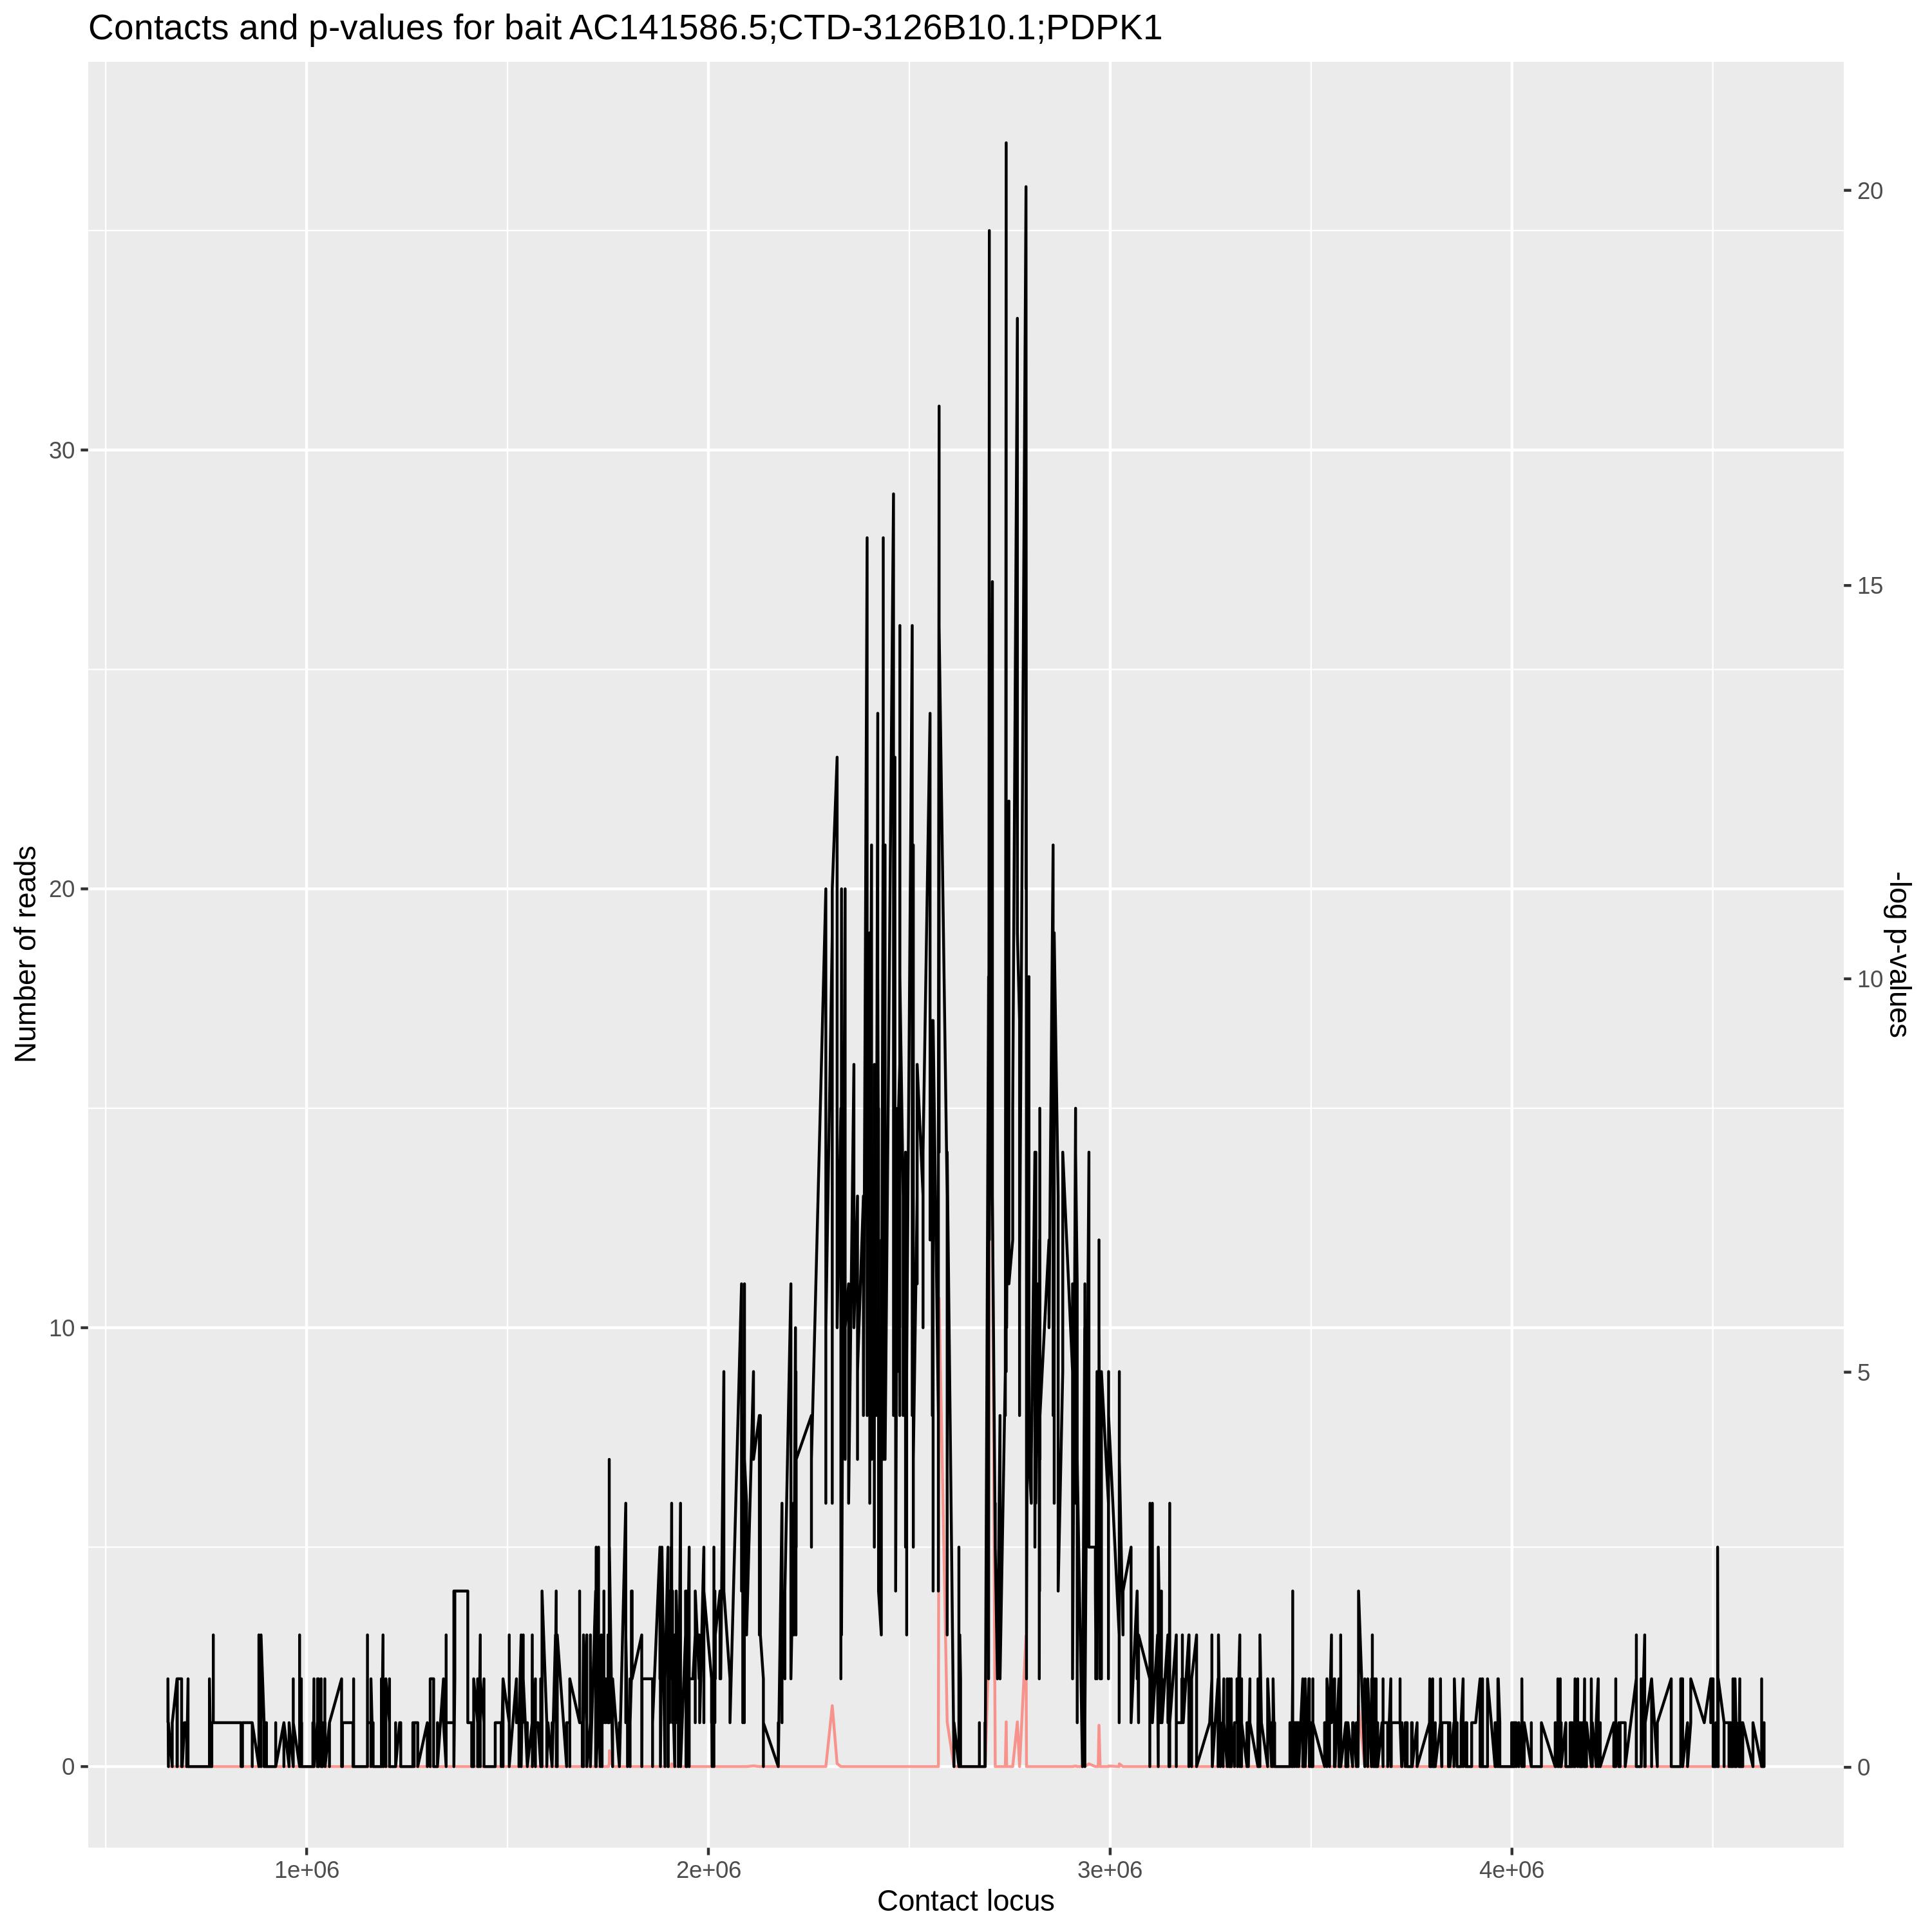 Contacts and p-values for bait AC141586.5;CTD-3126B10.1;PDPK1
Number of reads
30
20
10
0
20
15
10
5
0
-log p-values
1e+06
2e+06
3e+06
4e+06
Contact locus